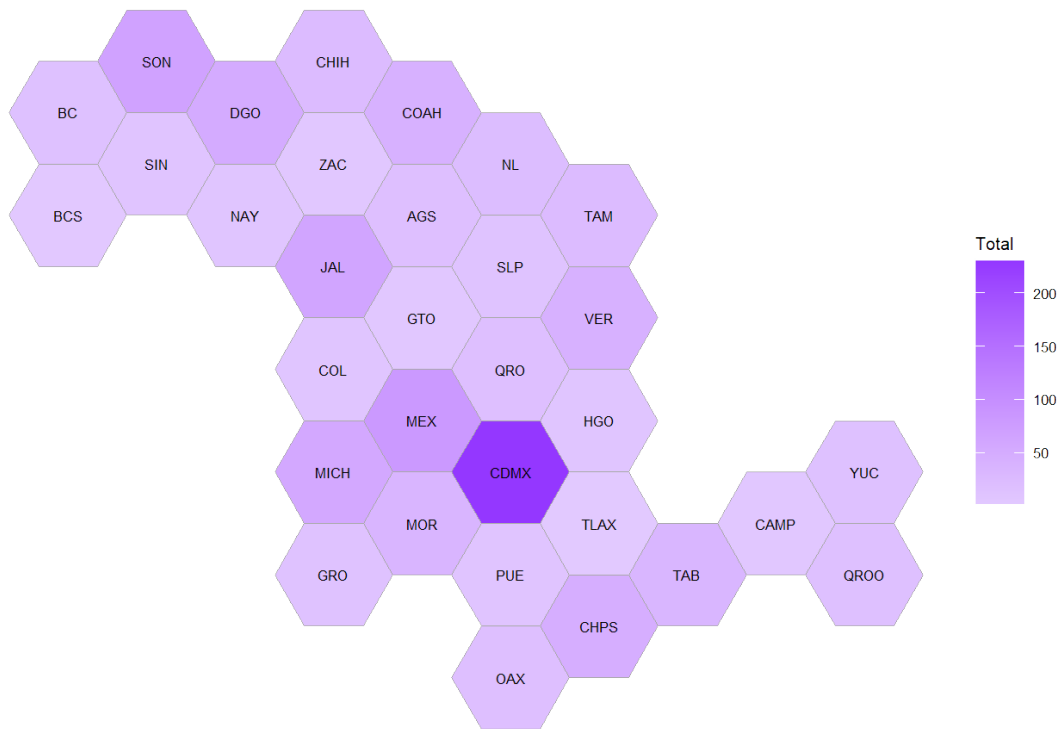 SON
CHIH
BC
DGO
COAH
SIN
ZAC
NL
BCS
NAY
AGS
TAM
Total
JAL
SLP
200
GTO
VER
150
COL
QRO
100
MEX
HGO
50
MICH
CDMX
YUC
MOR
TLAX
CAMP
GRO
PUE
TAB
QROO
CHPS
OAX